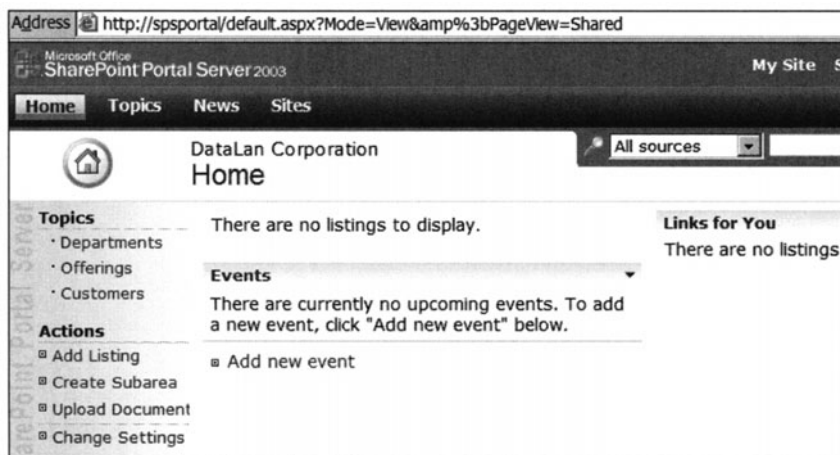 Address http://spsportal/default.aspx?Mode=View&amp%3bPageView=Shared
Microsoft Office
SharePoint Portal Server 2003
My Site
Home Topics News Sites
DataLan Corporation
Home
All sources
Topics
· Departments
· Offerings
· Customers
Actions
Add Listing
Create Subarea
Upload Document
Change Settings
There are no listings to display.
Events
There are currently no upcoming events. To add
a new event, click "Add new event" below.
Add new event
Links for You
There are no listings
arePoint Portal Server